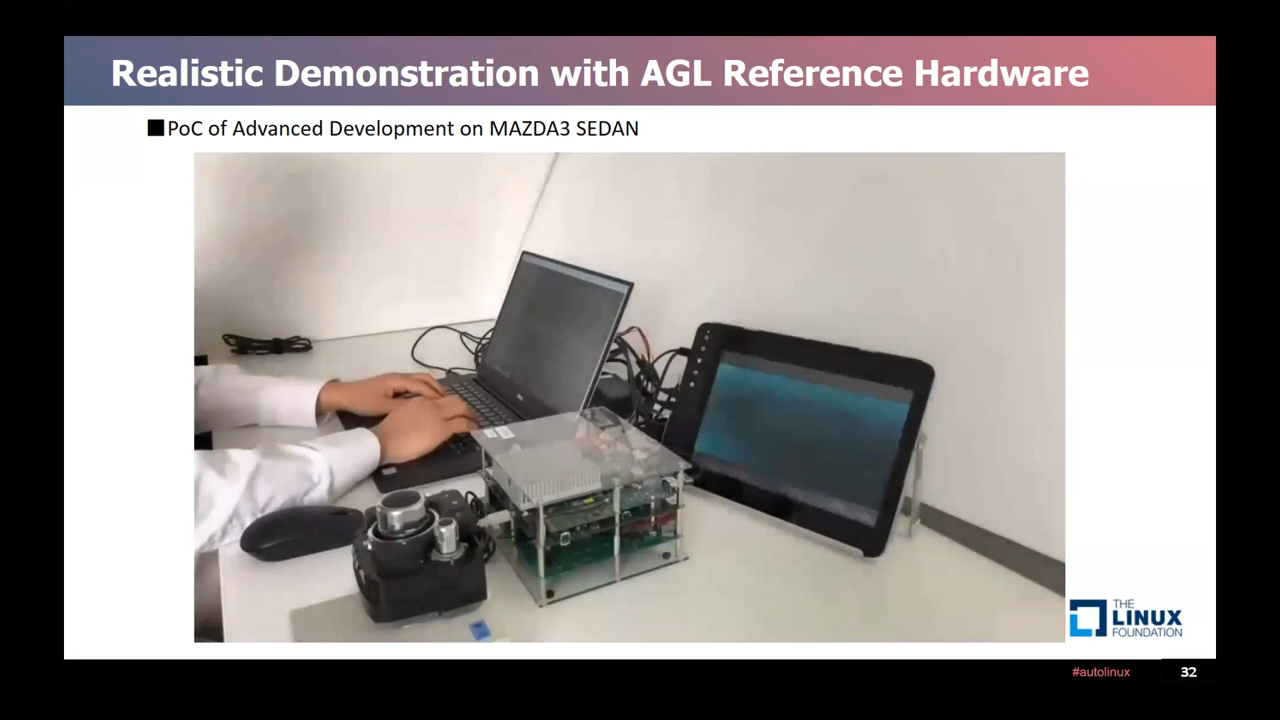 Realistic Demonstration with AGL Reference Hardware
PoC of Advanced Development on MAZDA3 SEDAN
THE
LINUX
FOUNDATION
#autolinux
32